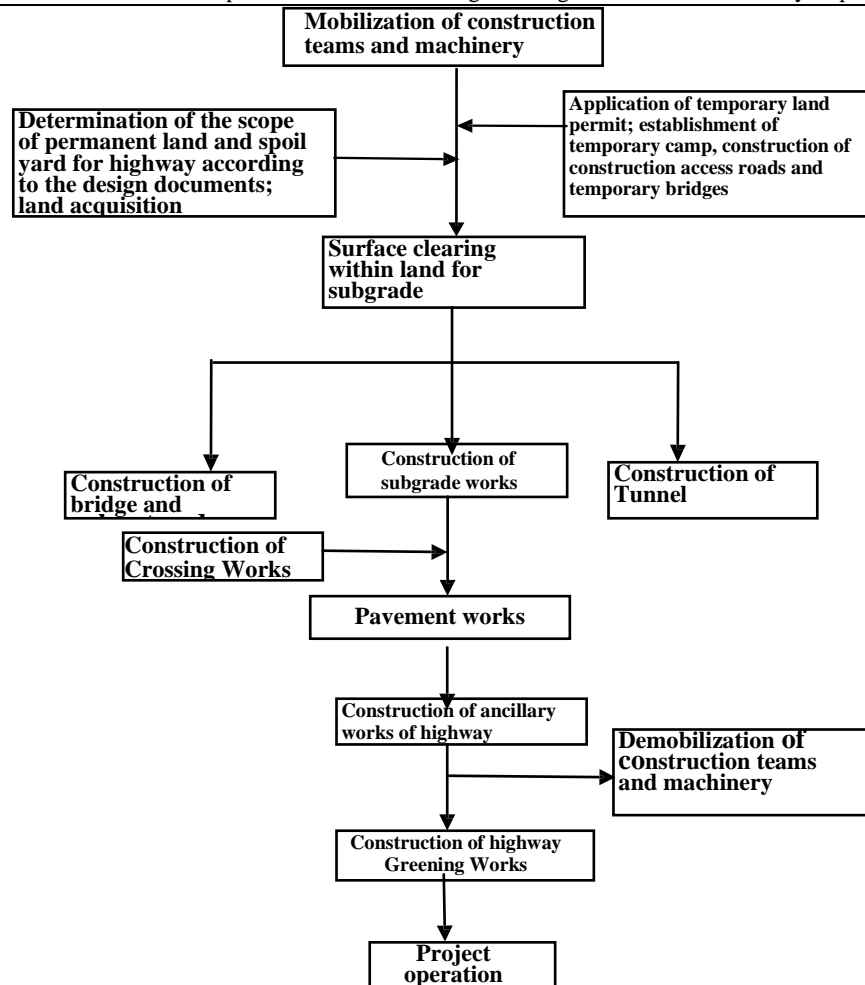 Mobilization of construction
teams and machinery
Determination of the scope
of permanent land and spoil
yard for highway according
to the design documents;
land acquisition
Application of temporary land
permit; establishment of
temporary camp, construction of
construction access roads and
temporary bridges
Surface clearing
within land for
subgrade
Construction of
bridge and
Construction of
subgrade works
Construction of
Tunnel
Construction of
Crossing Works
Pavement works
Construction of ancillary
works of highway
Demobilization of
construction teams
and machinery
Construction of highway
Greening Works
Project
operation